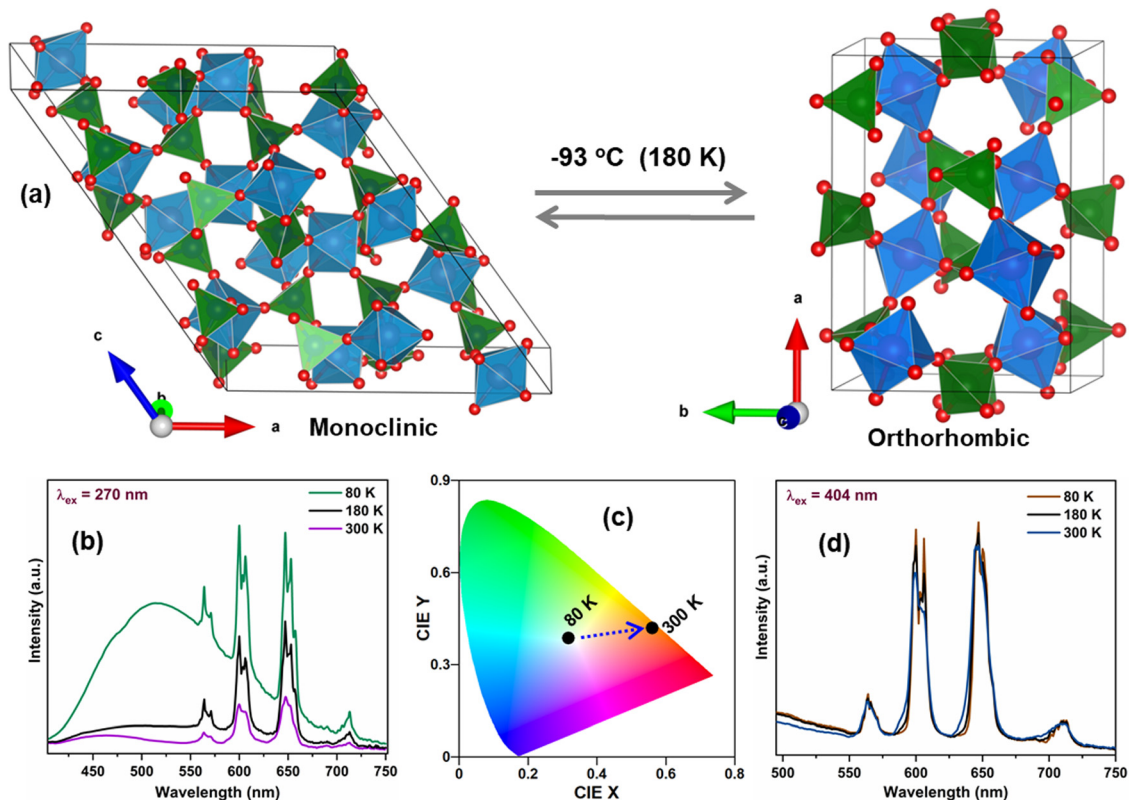 (a)
-93 °C (180 K)
c
b
a
Monoclinic
a
b
c
Orthorhombic
λex = 270 nm
80 K
180 K
300 K
(b)
Intensity (a.u.)
450 500 550 600 650 700 750
Wavelength (nm)
(c)
0.9
0.6
0.3
0
CIE Y
80 K
300 K
0 0.2 0.4 0.6 0.8
CIE X
λex = 404 nm
80 K
180 K
300 K
(d)
Intensity (a.u.)
500 550 600 650 700 750
Wavelength (nm)